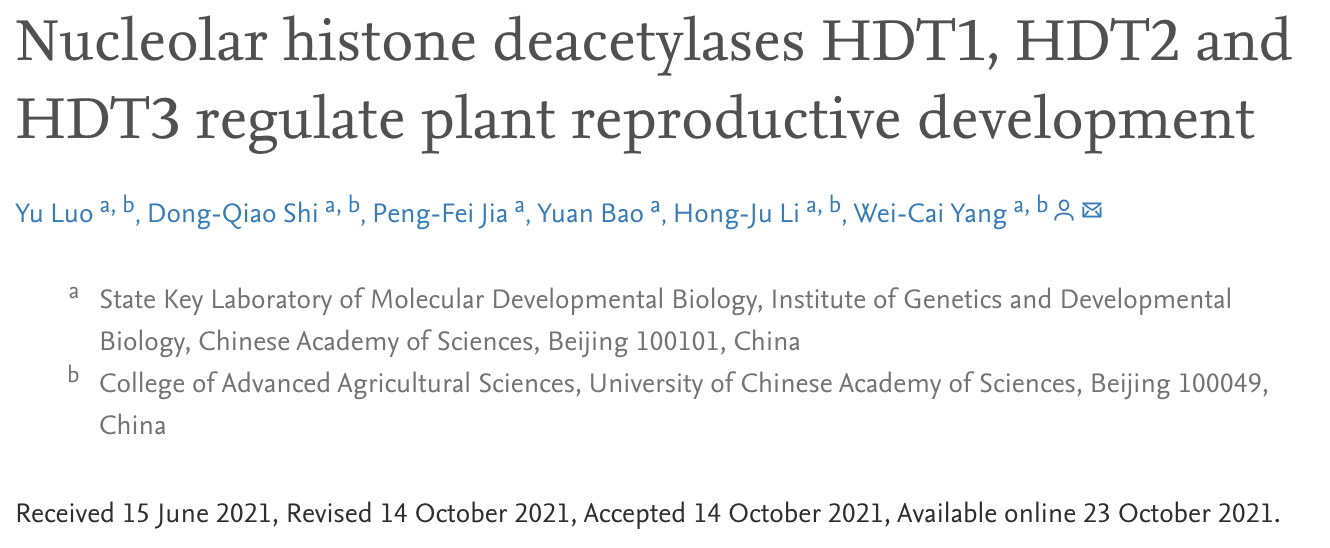 Nucleolar histone deacetylases HDT1, HDT2 and
HDT3 regulate plant reproductive development
Yu Luo a, b, Dong-Qiao Shi a, b, Peng-Fei Jia a, Yuan Bao a, Hong-Ju Li a, b, Wei-Cai Yang a, b
a State Key Laboratory of Molecular Developmental Biology, Institute of Genetics and Developmental
Biology, Chinese Academy of Sciences, Beijing 100101, China
b College of Advanced Agricultural Sciences, University of Chinese Academy of Sciences, Beijing 100049,
China
Received 15 June 2021, Revised 14 October 2021, Accepted 14 October 2021, Available online 23 October 2021.